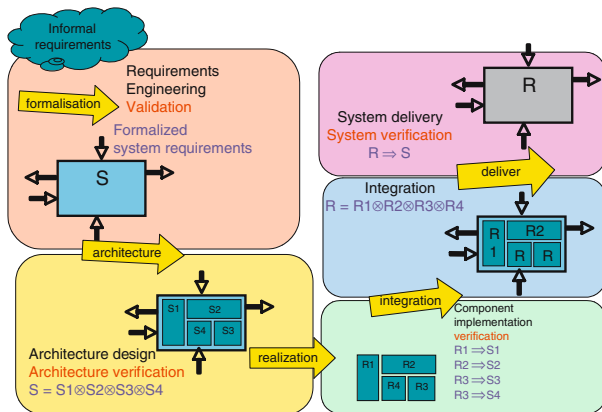 Informal
requirements
Requirements
Engineering
Validation
formalisation
Formalized
system requirements
S
architecture
S1
S2
S4
S3
Architecture design
Architecture verification
S = S1⊗S2⊗S3⊗S4
realization
R
System delivery
System verification
R ⇒ S
deliver
Integration
R = R1⊗R2⊗R3⊗R4
R
1
R2
R
R
integration
Component
implementation
verification
R1⇒S1
R2⇒S2
R3⇒S3
R3⇒S4
R1
R2
R4
R3